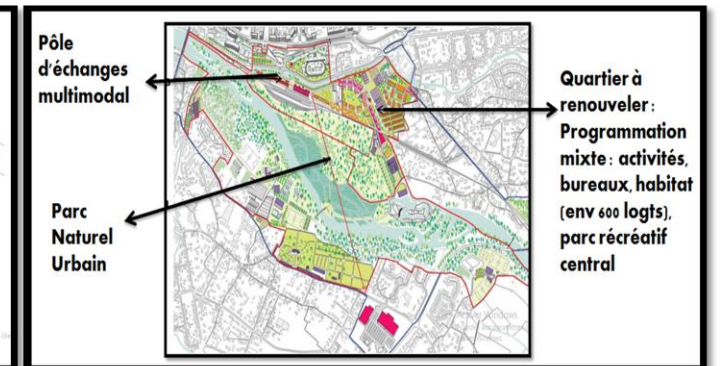 Pôle
d'échanges
multimodal
Parc
Naturel
Urbain
Quartier à
renouveler :
Programmation
mixte : activités,
bureaux, habitat
(env 600 logts),
parc récréatif
central